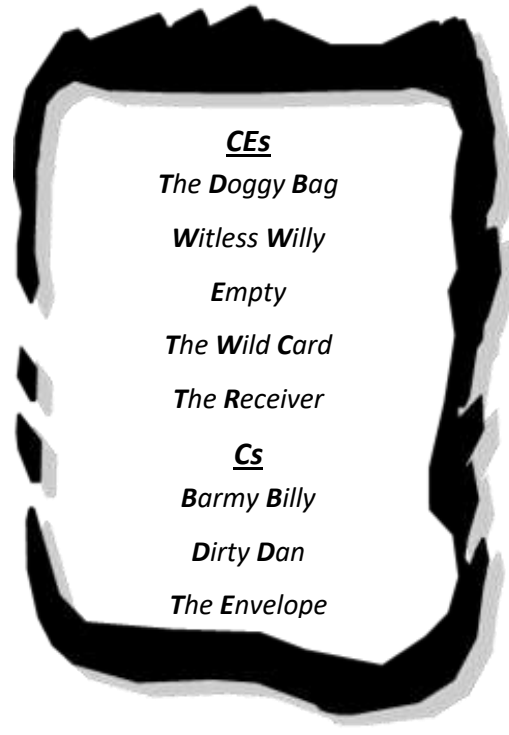 CEs
The Doggy Bag
Witless Willy
Empty
The Wild Card
The Receiver
Cs
Barmy Billy
Dirty Dan
The Envelope